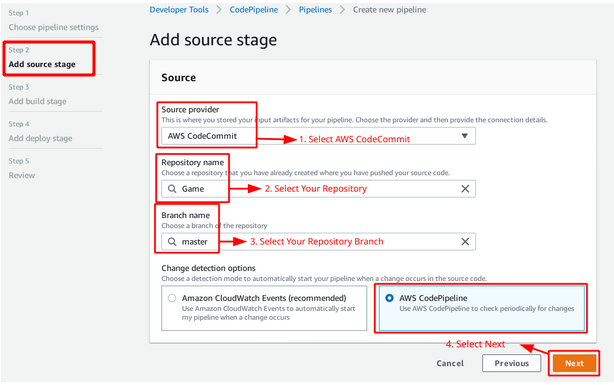 Step 1
Choose pipeline settings
Step 2
Add source stage
Step 3
Add build stage
Step 4
Add deploy stage
Step 5
Review
Developer Tools > CodePipeline > Pipelines > Create new pipeline
Add source stage
Source
Source provider
This is where you stored your input artifacts for your pipeline. Choose the provider and then provide the connection details.
AWS CodeCommit
1. Select AWS CodeCommit
Repository name
Choose a repository that you have already created where you have pushed your source code.
Game
2. Select Your Repository
Branch name
Choose a branch of the repository
master
3. Select Your Repository Branch
Change detection options
Choose a detection mode to automatically start your pipeline when a change occurs in the source code.
Amazon CloudWatch Events (recommended)
Use Amazon CloudWatch Events to automatically start
my pipeline when a change occurs
AWS CodePipeline
Use AWS CodePipeline to check periodically for changes
4. Select Next
Cancel
Previous
Next